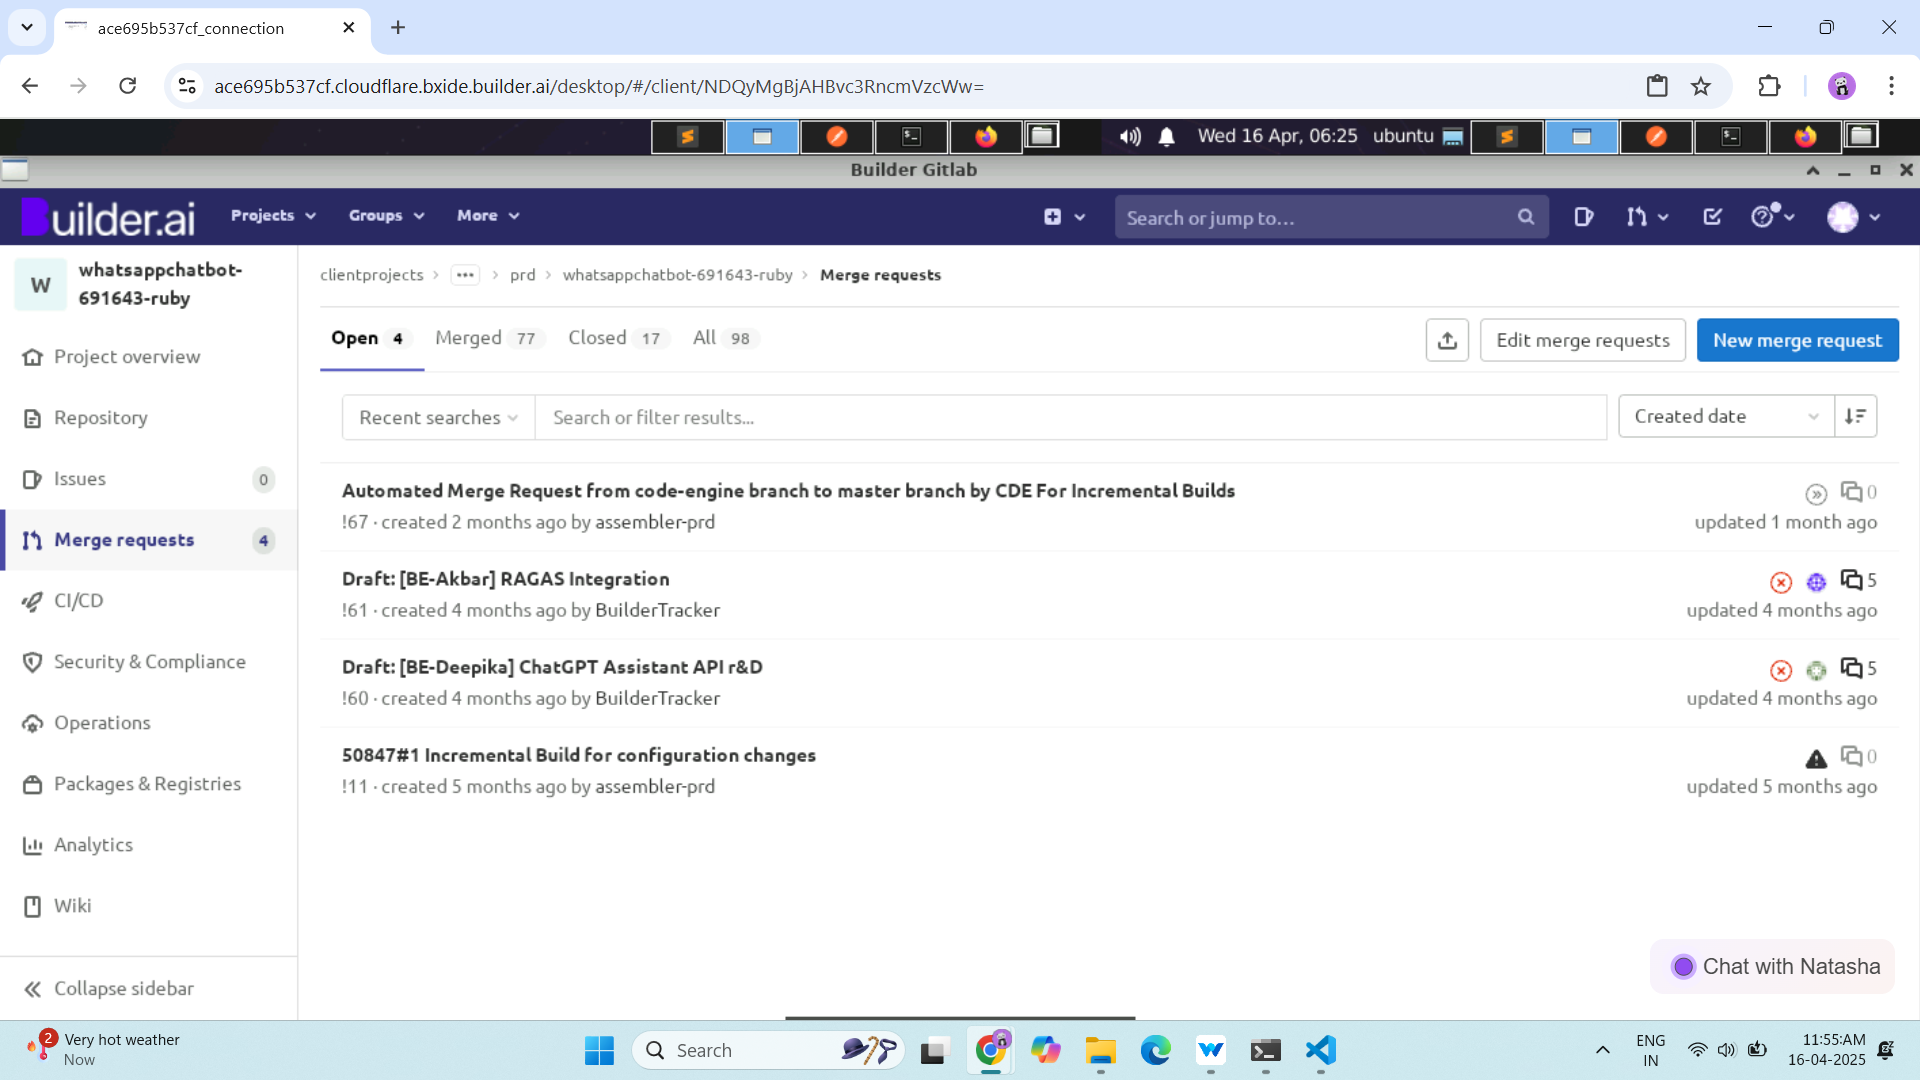 ace695b537cf_connection
ace695b537cf.cloudflare.bxide.builder.ai/desktop/#/client/NDQyMgBjAHBvc3RncmVzcWw=
Wed 16 Apr, 06:25 ubuntu
Builder Gitlab
Builder.ai Projects Groups More Search or jump to...
W whatsappchatbot-
691643-ruby
Project overview
Repository
Issues 0
Merge requests 4
CI/CD
Security & Compliance
Operations
Packages & Registries
Analytics
Wiki
Collapse sidebar
clientprojects > ... > prd > whatsappchatbot-691643-ruby > Merge requests
Open 4 Merged 77 Closed 17 All 98 Edit merge requests New merge request
Recent searches Search or filter results... Created date
Automated Merge Request from code-engine branch to master branch by CDE For Incremental Builds 0
!67 · created 2 months ago by assembler-prd updated 1 month ago
Draft: [BE-Akbar] RAGAS Integration 5
!61 · created 4 months ago by BuilderTracker updated 4 months ago
Draft: [BE-Deepika] ChatGPT Assistant API r&D 5
!60 · created 4 months ago by BuilderTracker updated 4 months ago
50847#1 Incremental Build for configuration changes 0
!11 · created 5 months ago by assembler-prd updated 5 months ago
Chat with Natasha
2 Very hot weather
Now
Search
ENG
IN
11:55:AM
16-04-2025